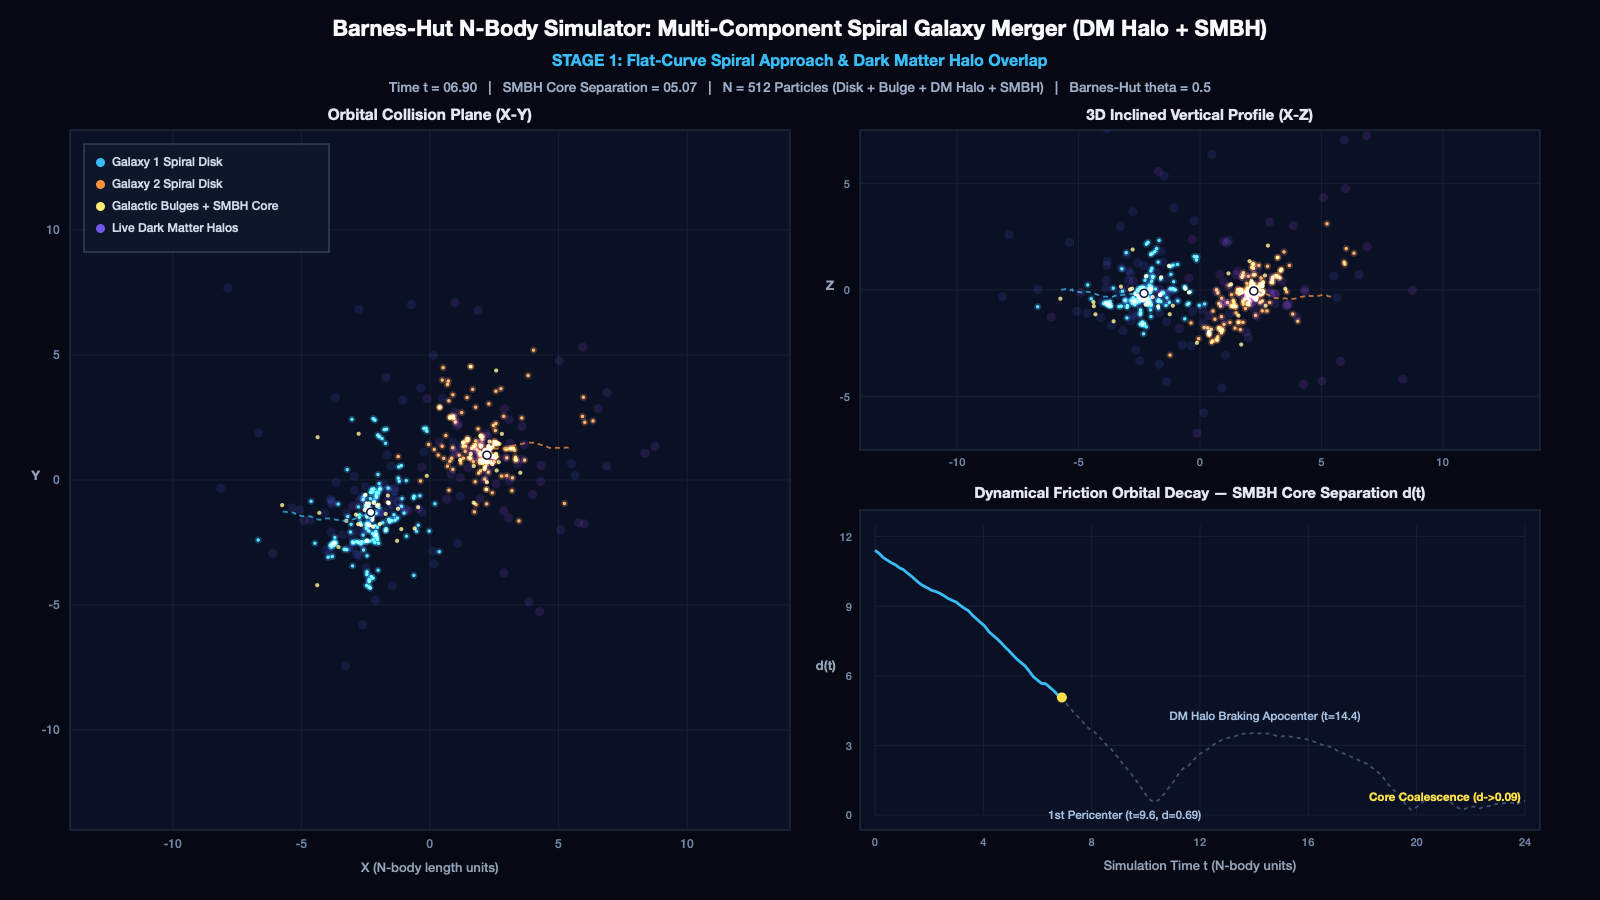 Barnes-Hut N-Body Simulator: Multi-Component Spiral Galaxy Merger (DM Halo + SMBH)
STAGE 1: Flat-Curve Spiral Approach & Dark Matter Halo Overlap
Time t = 06.90 | SMBH Core Separation = 05.07 | N = 512 Particles (Disk + Bulge + DM Halo + SMBH) | Barnes-Hut theta = 0.5
Orbital Collision Plane (X-Y)
Galaxy 1 Spiral Disk
Galaxy 2 Spiral Disk
Galactic Bulges + SMBH Core
Live Dark Matter Halos
10
5
Y
0
-5
-10
-10 -5 0 5 10
X (N-body length units)
3D Inclined Vertical Profile (X-Z)
5
Z 0
-5
-10 -5 0 5 10
Dynamical Friction Orbital Decay — SMBH Core Separation d(t)
12
9
d(t)
6
DM Halo Braking Apocenter (t=14.4)
3
Core Coalescence (d->0.09)
0
1st Pericenter (t=9.6, d=0.69)
0 4 8 12 16 20 24
Simulation Time t (N-body units)